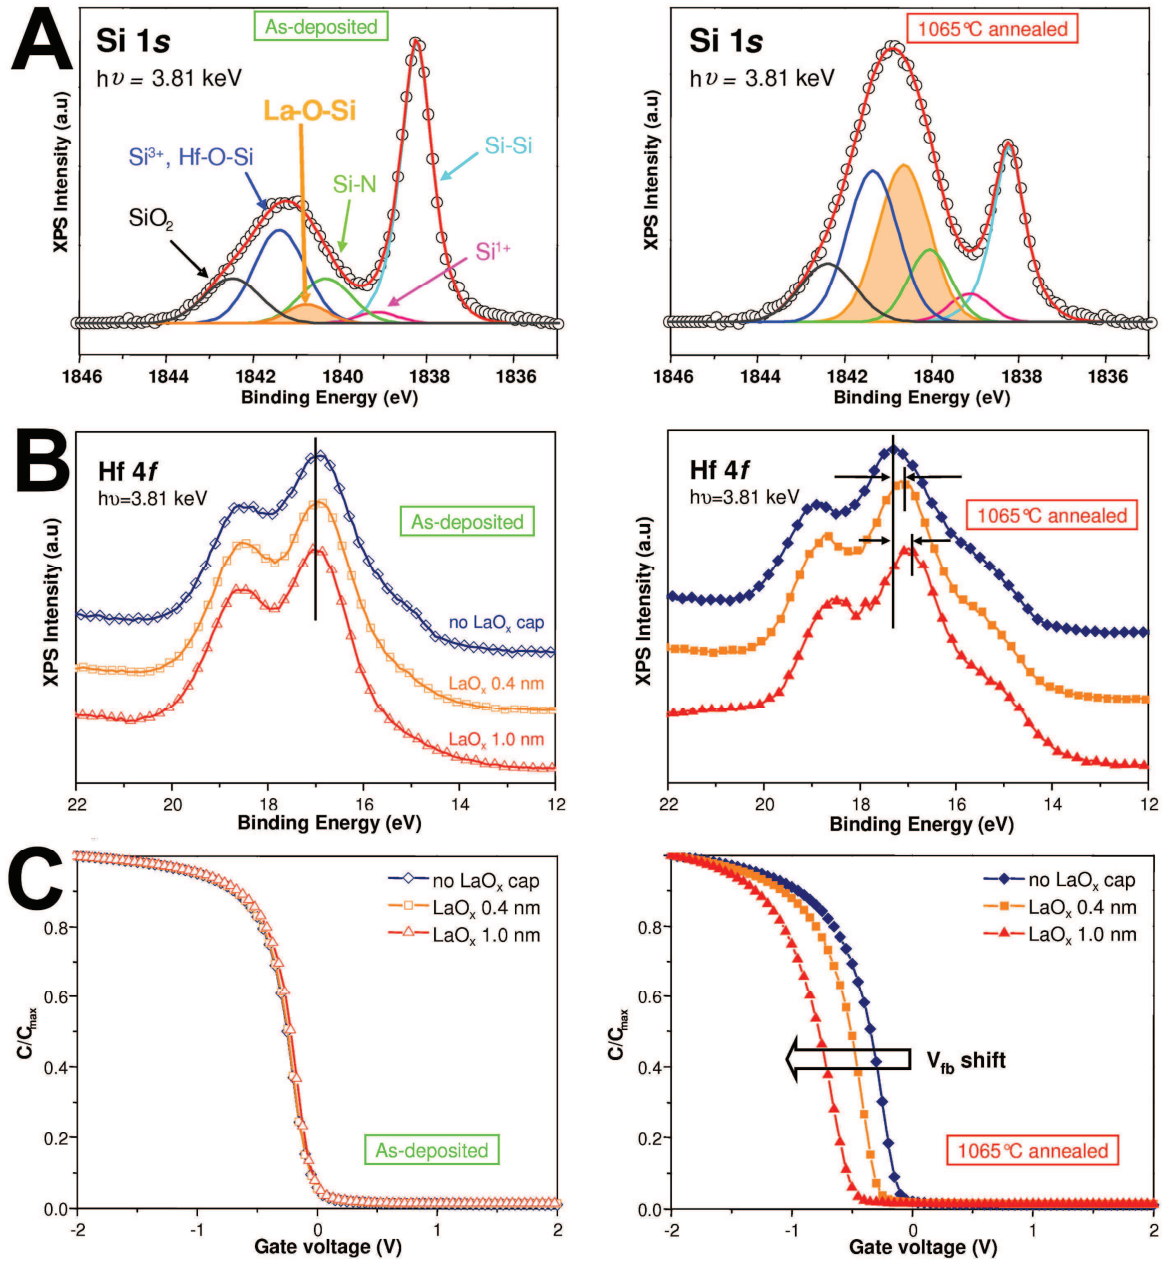 A
Si 1s
hν = 3.81 keV
As-deposited
La-O-Si
Si³⁺, Hf-O-Si
Si-N
Si-Si
SiO₂
Si¹⁺
XPS Intensity (a.u)
1846 1844 1842 1840 1838 1836
Binding Energy (eV)
Si 1s
hν = 3.81 keV
1065°C annealed
XPS Intensity (a.u)
1846 1844 1842 1840 1838 1836
Binding Energy (eV)
B
Hf 4f
hυ=3.81 keV
As-deposited
no LaOₓ cap
LaOₓ 0.4 nm
LaOₓ 1.0 nm
XPS Intensity (a.u)
22 20 18 16 14 12
Binding Energy (eV)
Hf 4f
hυ=3.81 keV
1065°C annealed
XPS Intensity (a.u)
22 20 18 16 14 12
Binding Energy (eV)
C
no LaOₓ cap
LaOₓ 0.4 nm
LaOₓ 1.0 nm
0.8
0.6
0.4
0.2
0.0
C/Cmax
As-deposited
-2 -1 0 1 2
Gate voltage (V)
no LaOₓ cap
LaOₓ 0.4 nm
LaOₓ 1.0 nm
0.8
0.6
0.4
0.2
0.0
C/Cmax
Vfb shift
1065°C annealed
-2 -1 0 1 2
Gate voltage (V)